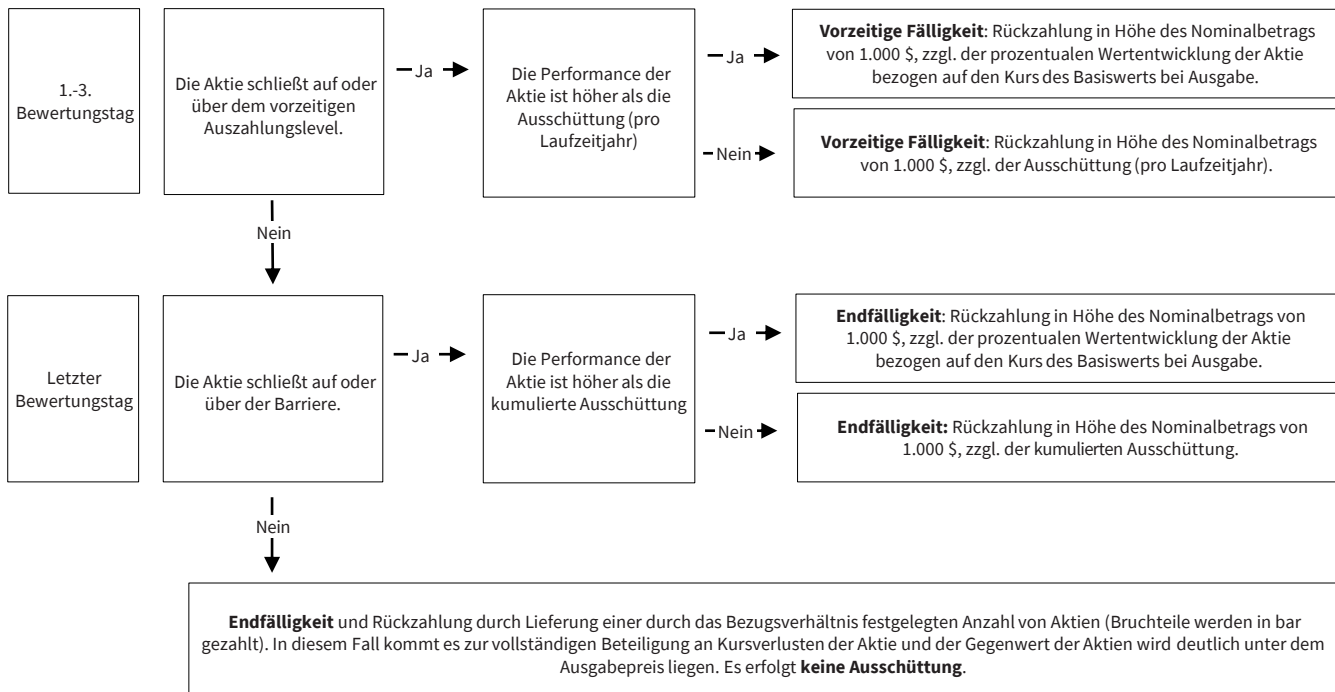 1.-3.
Bewertungstag
Die Aktie schließt auf oder
über dem vorzeitigen
Auszahlungslevel.
Ja
Die Performance der
Aktie ist höher als die
Ausschüttung (pro
Laufzeitjahr)
Ja
Vorzeitige Fälligkeit: Rückzahlung in Höhe des Nominalbetrags
von 1.000 $, zzgl. der prozentualen Wertentwicklung der Aktie
bezogen auf den Kurs des Basiswerts bei Ausgabe.
Nein
Vorzeitige Fälligkeit: Rückzahlung in Höhe des Nominalbetrags
von 1.000 $, zzgl. der Ausschüttung (pro Laufzeitjahr).
Nein
Letzter
Bewertungstag
Die Aktie schließt auf oder
über der Barriere.
Ja
Die Performance der
Aktie ist höher als die
kumulierte Ausschüttung
Ja
Endfälligkeit: Rückzahlung in Höhe des Nominalbetrags von
1.000 $, zzgl. der prozentualen Wertentwicklung der Aktie
bezogen auf den Kurs des Basiswerts bei Ausgabe.
Nein
Endfälligkeit: Rückzahlung in Höhe des Nominalbetrags von
1.000 $, zzgl. der kumulierten Ausschüttung.
Nein
Endfälligkeit und Rückzahlung durch Lieferung einer durch das Bezugsverhältnis festgelegten Anzahl von Aktien (Bruchteile werden in bar
gezahlt). In diesem Fall kommt es zur vollständigen Beteiligung an Kursverlusten der Aktie und der Gegenwert der Aktien wird deutlich unter dem
Ausgabepreis liegen. Es erfolgt keine Ausschüttung.